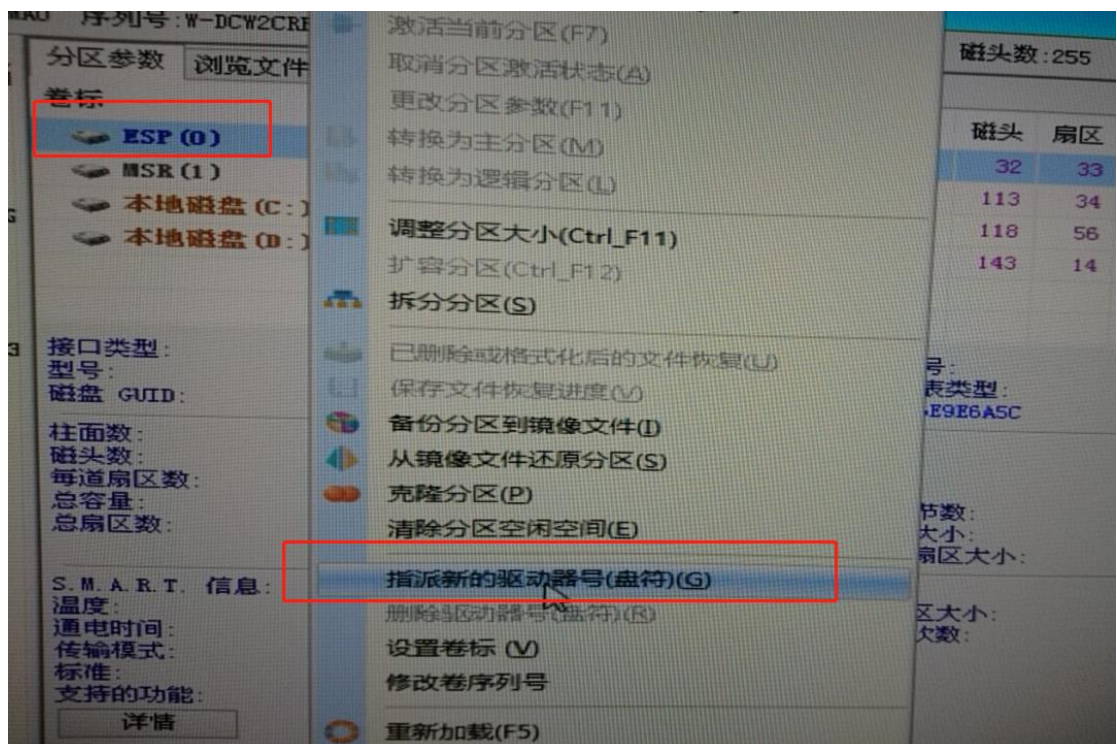 序列号:W-DCW2CRE
磁头数:255
分区参数
浏览文件
卷标
磁头
扇区
ESP(0)
32
33
MSR(1)
113
34
本地磁盘(C:)
118
56
本地磁盘(D:)
143
14
接口类型:
型号:
磁盘 GUID:
柱面数:
磁头数:
每道扇区数:
总容量:
总扇区数:
S.M.A.R.T. 信息:
温度:
通电时间:
传输模式:
标准:
支持的功能:
详情
激活当前分区(F7)
取消分区激活状态(A)
更改分区参数(F11)
转换为主分区(M)
转换为逻辑分区(L)
调整分区大小(Ctrl_F11)
扩容分区(Ctrl_F12)
拆分分区(S)
已删除或格式化后的文件恢复(U)
保存文件恢复进度(V)
备份分区到镜像文件(I)
从镜像文件还原分区(S)
克隆分区(P)
清除分区空闲空间(E)
指派新的驱动器号(盘符)(G)
删除驱动器号(盘符)(R)
设置卷标 (V)
修改卷序列号
重新加载(F5)
号:
表类型:
E9E6A5C
节数:
大小:
扇区大小:
区大小:
次数: